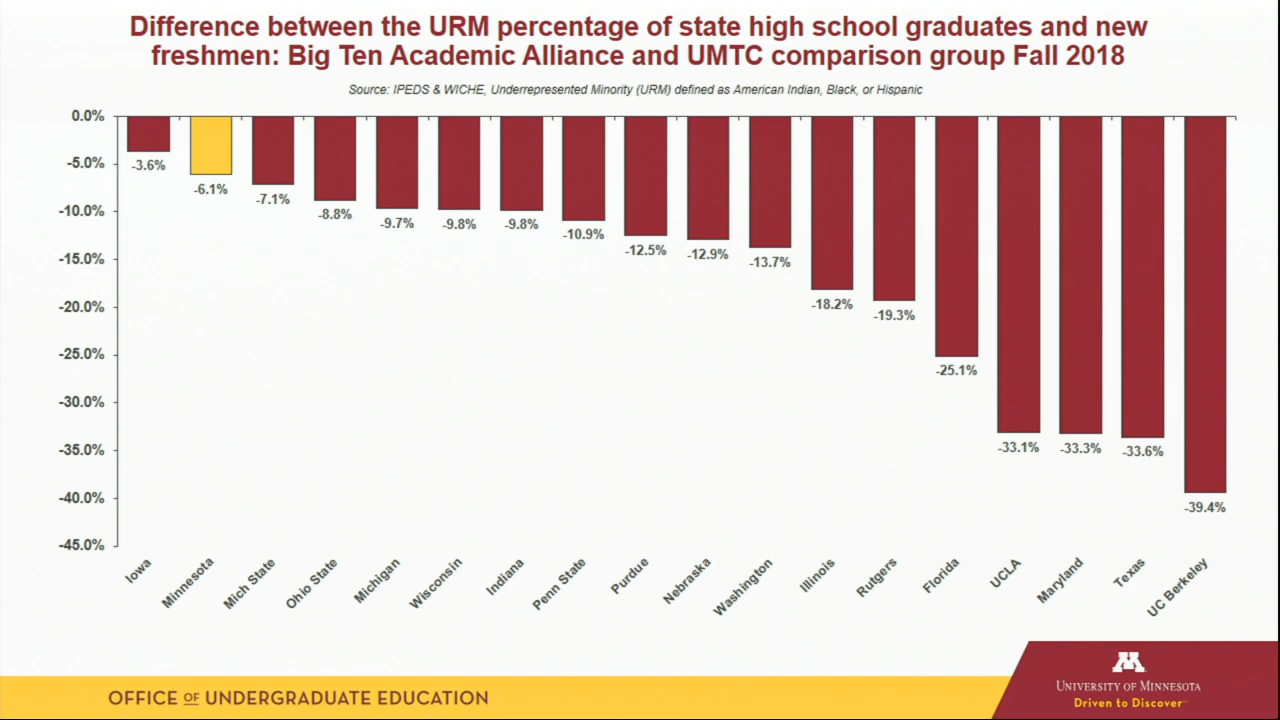 Difference between the URM percentage of state high school graduates and new
freshmen: Big Ten Academic Alliance and UMTC comparison group Fall 2018
Source: IPEDS & WICHE, Underrepresented Minority (URM) defined as American Indian, Black, or Hispanic
0.0%
-5.0%
-10.0%
-15.0%
-20.0%
-25.0%
-30.0%
-35.0%
-40.0%
-45.0%
-3.6%
-6.1%
-7.1%
-8.8%
-9.7%
-9.8%
-9.8%
-10.9%
-12.5%
-12.9%
-13.7%
-18.2%
-19.3%
-25.1%
-33.1%
-33.3%
-33.6%
-39.4%
Iowa
Minnesota
Mich State
Ohio State
Michigan
Wisconsin
Indiana
Penn State
Purdue
Nebraska
Washington
Illinois
Rutgers
Florida
UCLA
Maryland
Texas
UC Berkeley
OFFICE OF UNDERGRADUATE EDUCATION
M
UNIVERSITY OF MINNESOTA
Driven to Discover